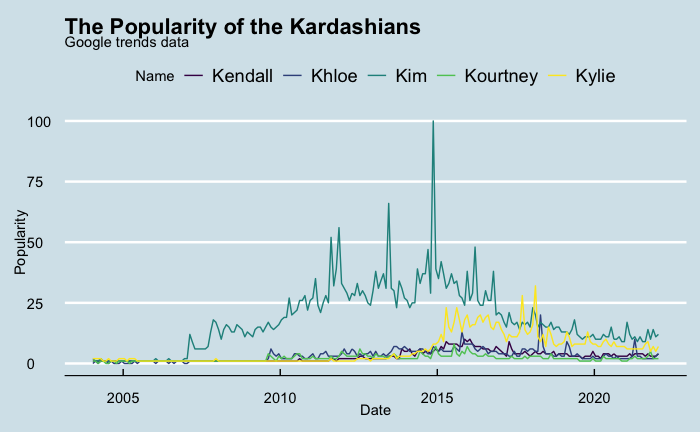 The Popularity of the Kardashians
Google trends data
Name Kendall Khloe Kim Kourtney Kylie
100
75
50
25
0
Popularity
2005 2010 2015 2020
Date